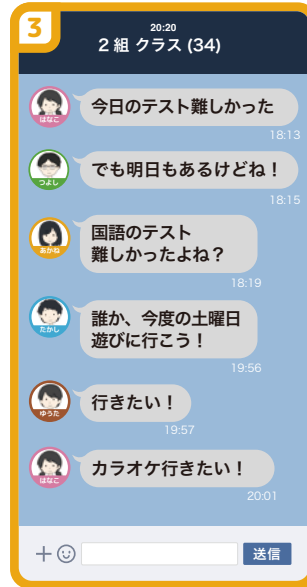 3
20:20
2組 クラス (34)
はなこ
今日のテスト難しかった
18:13
つよし
でも明日もあるけどね！
18:15
あかね
国語のテスト
難しかったよね？
18:19
たかし
誰か、今度の土曜日
遊びに行こう！
19:56
ゆうた
行きたい！
19:57
はなこ
カラオケ行きたい！
20:01
送信